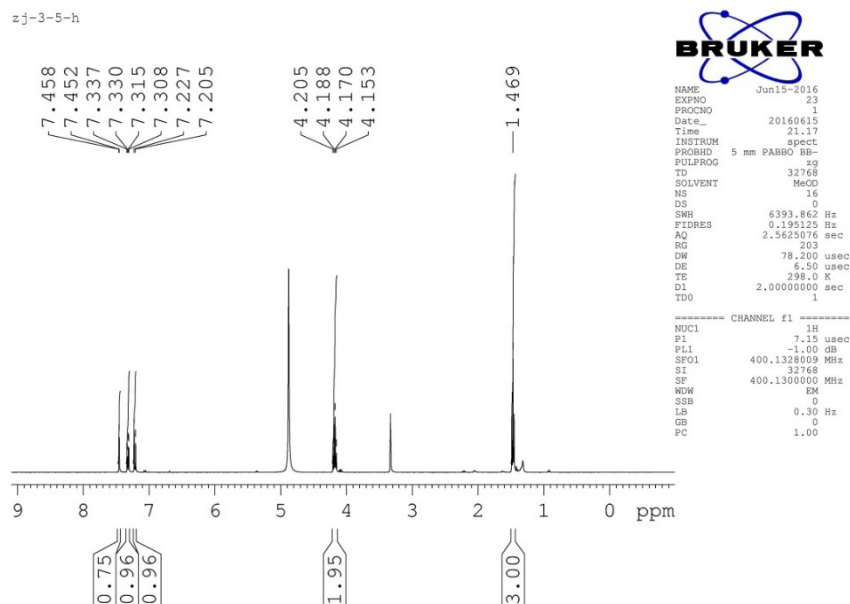 zj-3-5-h
7.458
7.452
7.337
7.330
7.315
7.308
7.227
7.205
4.205
4.188
4.170
4.153
1.469
BRUKER
NAME Jun15-2016
EXPNO 23
PROCNO 1
Date_ 20160615
Time 21.17
INSTRUM spect
PROBHD 5 mm PABBO BB-
PULPROG zg
TD 32768
SOLVENT MeOD
NS 16
DS 0
SWH 6393.862 Hz
FIDRES 0.195125 Hz
AQ 2.5625076 sec
RG 203
DW 78.200 usec
DE 6.50 usec
TE 298.0 K
D1 2.00000000 sec
TD0 1
======== CHANNEL f1 ========
NUC1 1H
P1 7.15 usec
PL1 -1.00 dB
SFO1 400.1328009 MHz
SI 32768
SF 400.1300000 MHz
WDW EM
SSB 0
LB 0.30 Hz
GB 0
PC 1.00
9 8 7 6 5 4 3 2 1 0 ppm
0.75
0.96
0.96
1.95
3.00